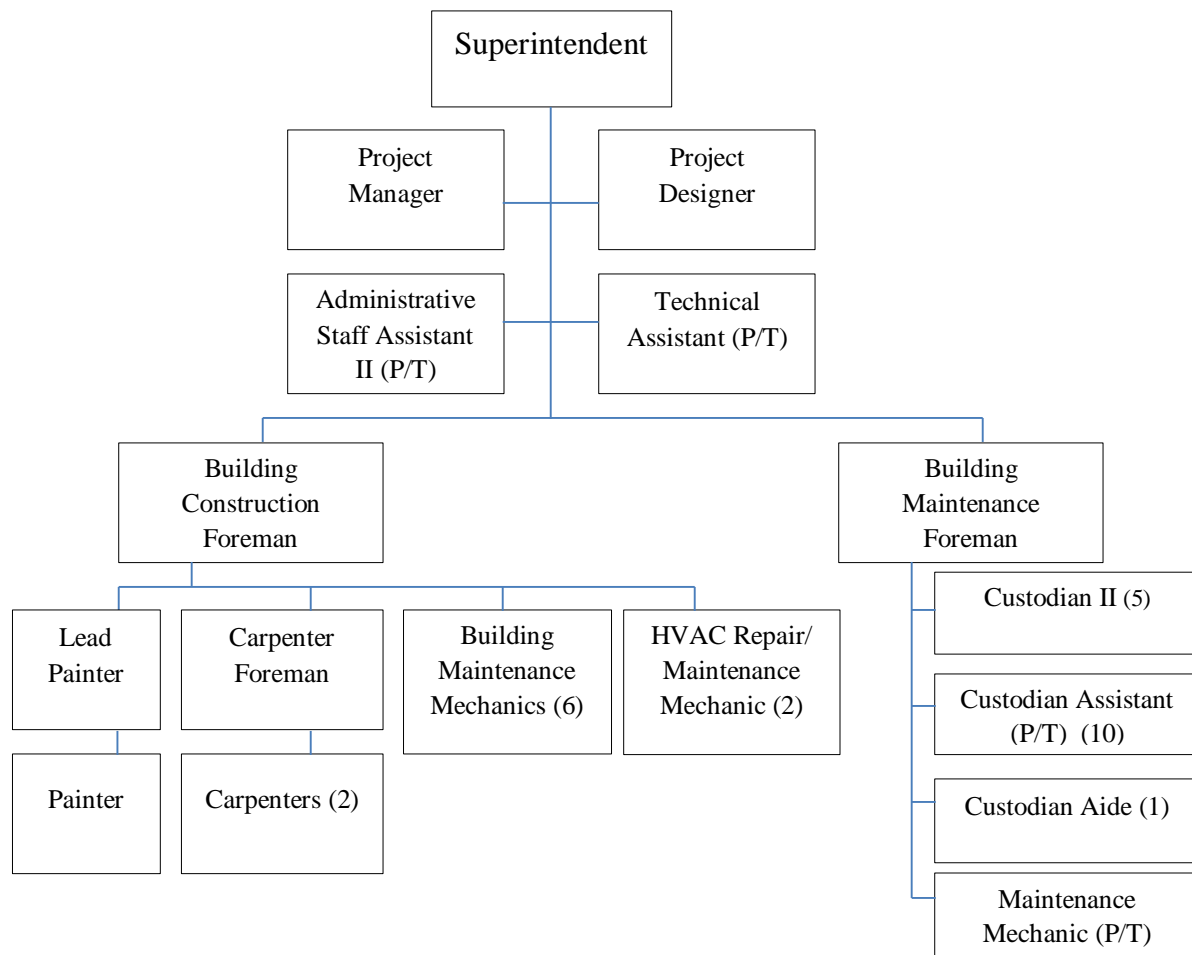 Superintendent
Project
Manager
Project
Designer
Administrative
Staff Assistant
II (P/T)
Technical
Assistant (P/T)
Building
Construction
Foreman
Building
Maintenance
Foreman
Lead
Painter
Carpenter
Foreman
Building
Maintenance
Mechanics (6)
HVAC Repair/
Maintenance
Mechanic (2)
Painter
Carpenters (2)
Custodian II (5)
Custodian Assistant
(P/T) (10)
Custodian Aide (1)
Maintenance
Mechanic (P/T)